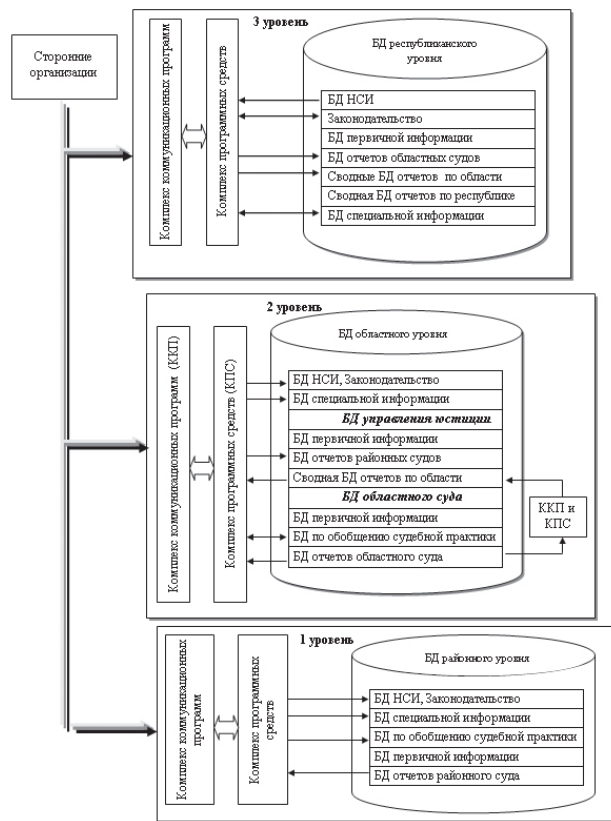 Сторонние
организации
3 уровень
Комплекс коммуникационных программ
Комплекс программных средств
БД республиканского
уровня
БД НСИ
Законодательство
БД первичной информации
БД отчетов областных судов
Сводные БД отчетов по области
Сводная БД отчетов по республике
БД специальной информации
2 уровень
Комплекс коммуникационных программ (ККП)
Комплекс программных средств (КПС)
БД областного уровня
БД НСИ, Законодательство
БД специальной информации
БД управления юстиции
БД первичной информации
БД отчетов районных судов
Сводная БД отчетов по области
БД областного суда
БД первичной информации
БД по обобщению судебной практики
БД отчетов областного суда
ККП и
КПС
1 уровень
Комплекс коммуникационных
программ
Комплекс программных
средств
БД районного уровня
БД НСИ, Законодательство
БД специальной информации
БД по обобщению судебной практики
БД первичной информации
БД отчетов районного суда